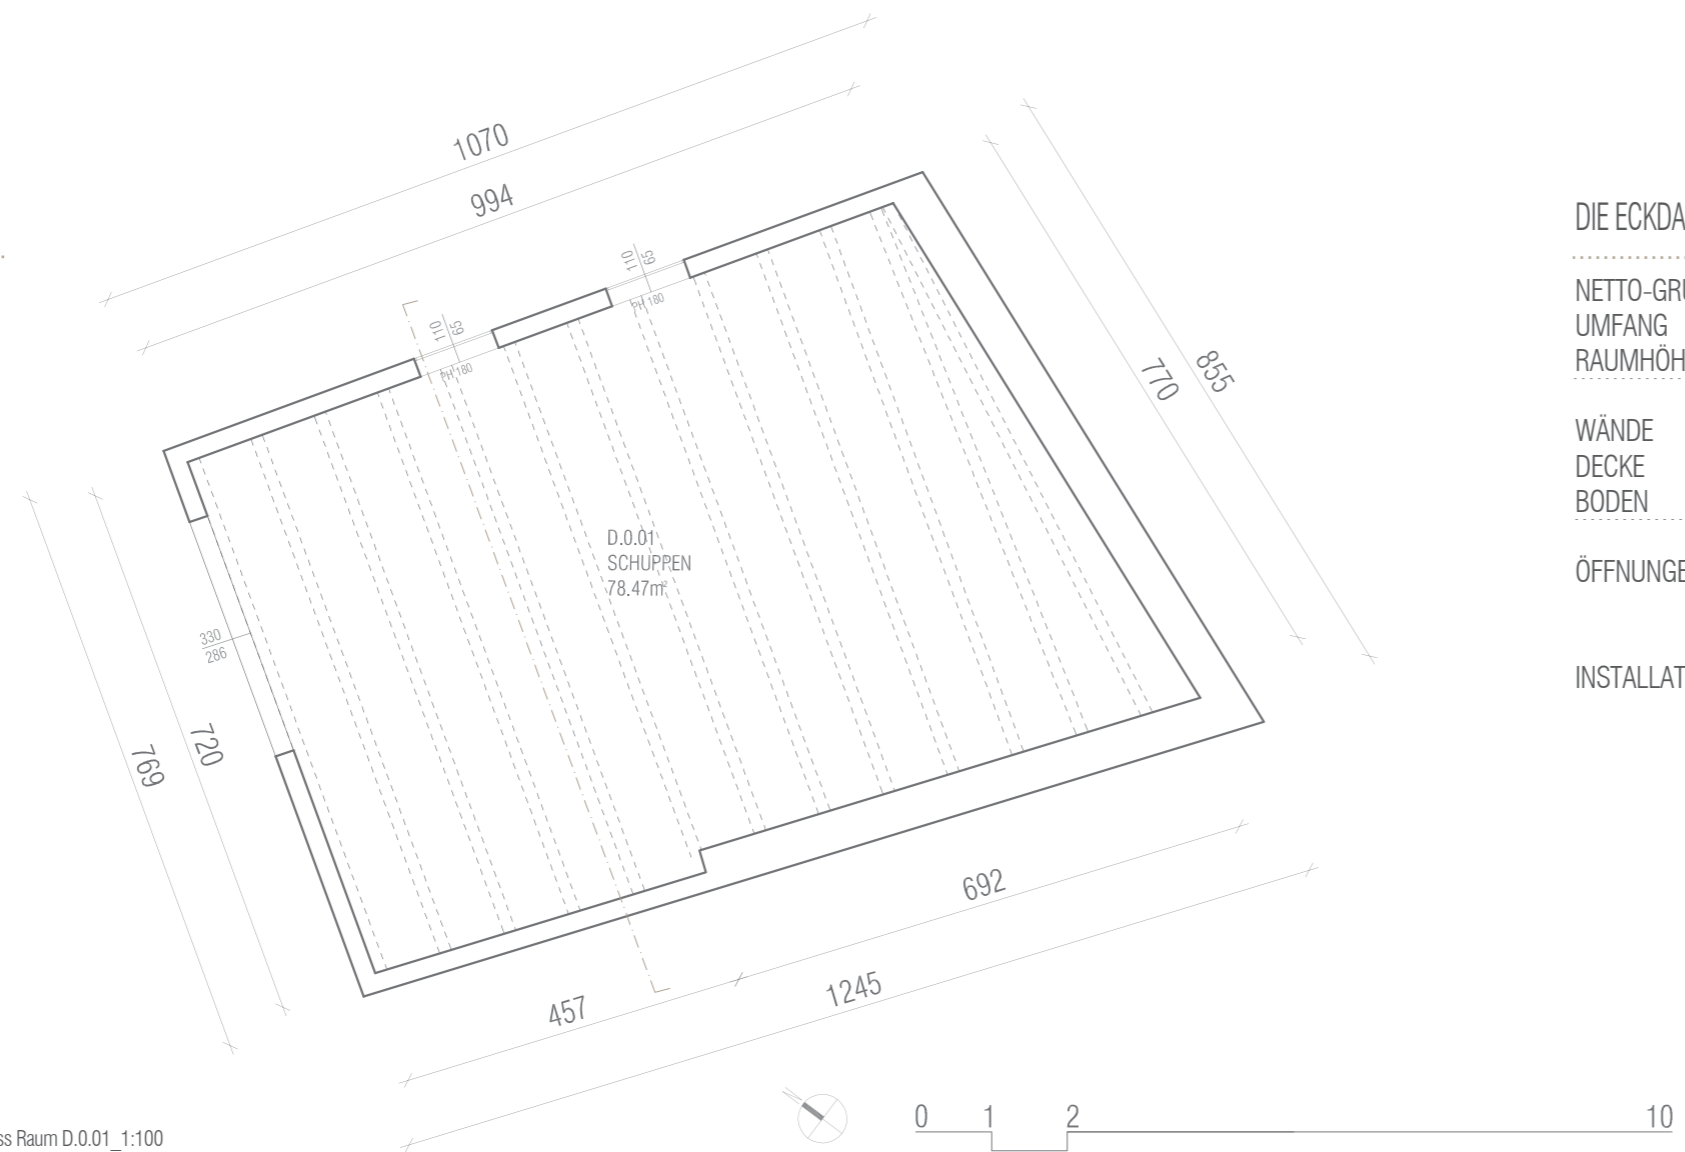 1070
994
65
110
PH 180
65
110
PH 180
770
855
D.0.01
SCHUPPEN
78.47m²
330
286
769
720
692
457
1245
DIE ECKDA
NETTO-GRU
UMFANG
RAUMHÖH
WÄNDE
DECKE
BODEN
ÖFFNUNGE
INSTALLAT
N
0 1 2 10
ss Raum D.0.01_1:100